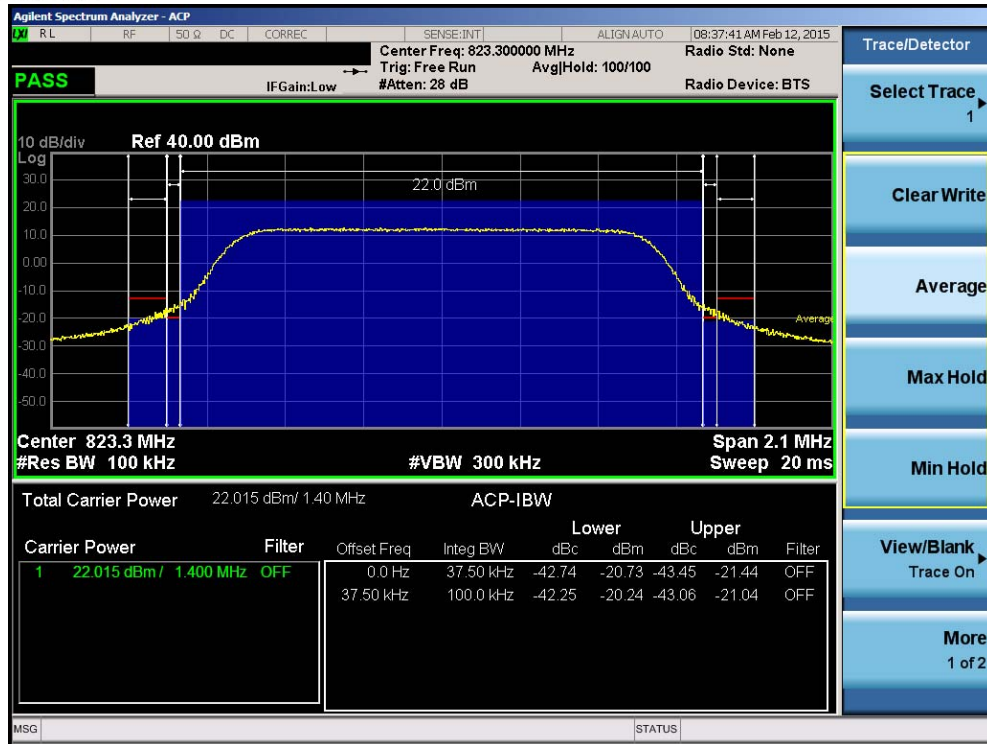 Agilent Spectrum Analyzer - ACP
LXI RL RF 50 Ω DC CORREC SENSE:INT ALIGN AUTO 08:37:41 AM Feb 12, 2015
Center Freq: 823.300000 MHz Radio Std: None
Trig: Free Run Avg|Hold: 100/100
PASS IFGain:Low #Atten: 28 dB Radio Device: BTS
10 dB/div Ref 40.00 dBm
Log
30.0
22.0 dBm
20.0
10.0
0.00
-10.0
-20.0
Average
-30.0
-40.0
-50.0
Center 823.3 MHz Span 2.1 MHz
#Res BW 100 kHz #VBW 300 kHz Sweep 20 ms
Total Carrier Power 22.015 dBm/ 1.40 MHz ACP-IBW
Lower Upper
Carrier Power Filter Offset Freq Integ BW dBc dBm dBc dBm Filter
1 22.015 dBm / 1.400 MHz OFF 0.0 Hz 37.50 kHz -42.74 -20.73 -43.45 -21.44 OFF
37.50 kHz 100.0 kHz -42.25 -20.24 -43.06 -21.04 OFF
MSG STATUS
Trace/Detector
Select Trace
1
Clear Write
Average
Max Hold
Min Hold
View/Blank
Trace On
More
1 of 2